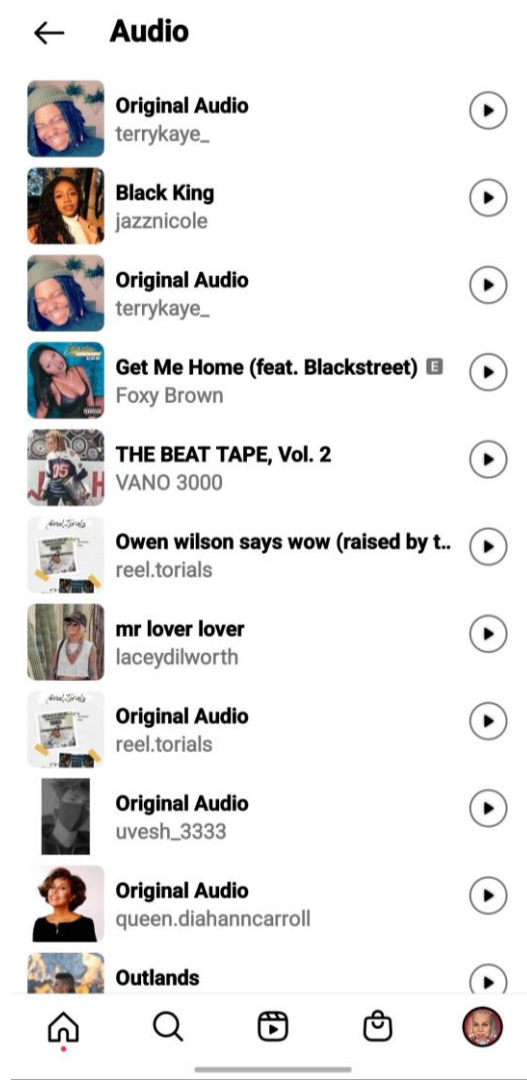 Audio
Original Audio
terrykaye_
Black King
jazznicole
Original Audio
terrykaye_
Get Me Home (feat. Blackstreet) E
Foxy Brown
THE BEAT TAPE, Vol. 2
VANO 3000
Owen wilson says wow (raised by t..
reel.torials
mr lover lover
laceydilworth
Original Audio
reel.torials
Original Audio
uvesh_3333
Original Audio
queen.diahanncarroll
Outlands